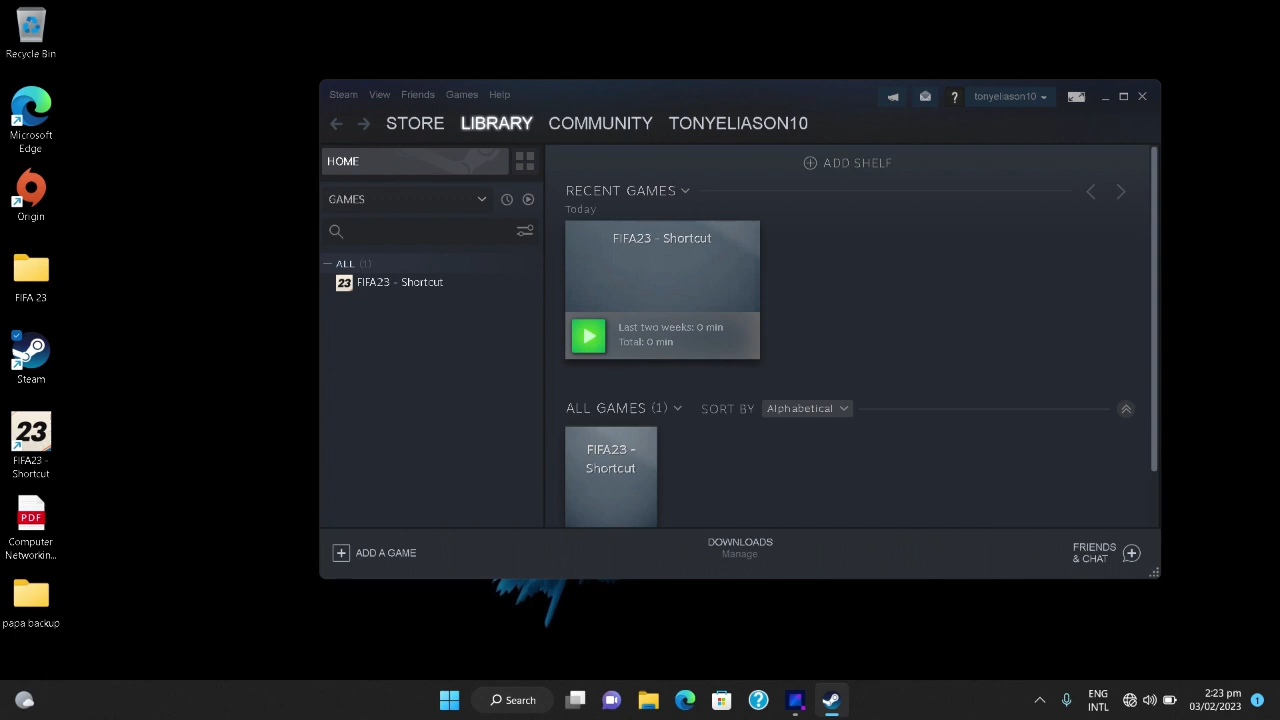 Recycle Bin
Microsoft
Edge
Origin
FIFA 23
Steam
23
FIFA23 -
Shortcut
PDF
Computer
Networkin...
papa backup
Steam View Friends Games Help
? tonyeliason10
STORE LIBRARY COMMUNITY TONYELIASON10
HOME
GAMES
ALL (1)
23 FIFA23 - Shortcut
ADD SHELF
RECENT GAMES
Today
FIFA23 - Shortcut
Last two weeks: 0 min
Total: 0 min
ALL GAMES (1) SORT BY Alphabetical
FIFA23 -
Shortcut
ADD A GAME
DOWNLOADS
Manage
FRIENDS
& CHAT
Search
?
ENG
INTL
2:23 pm
03/02/2023
1